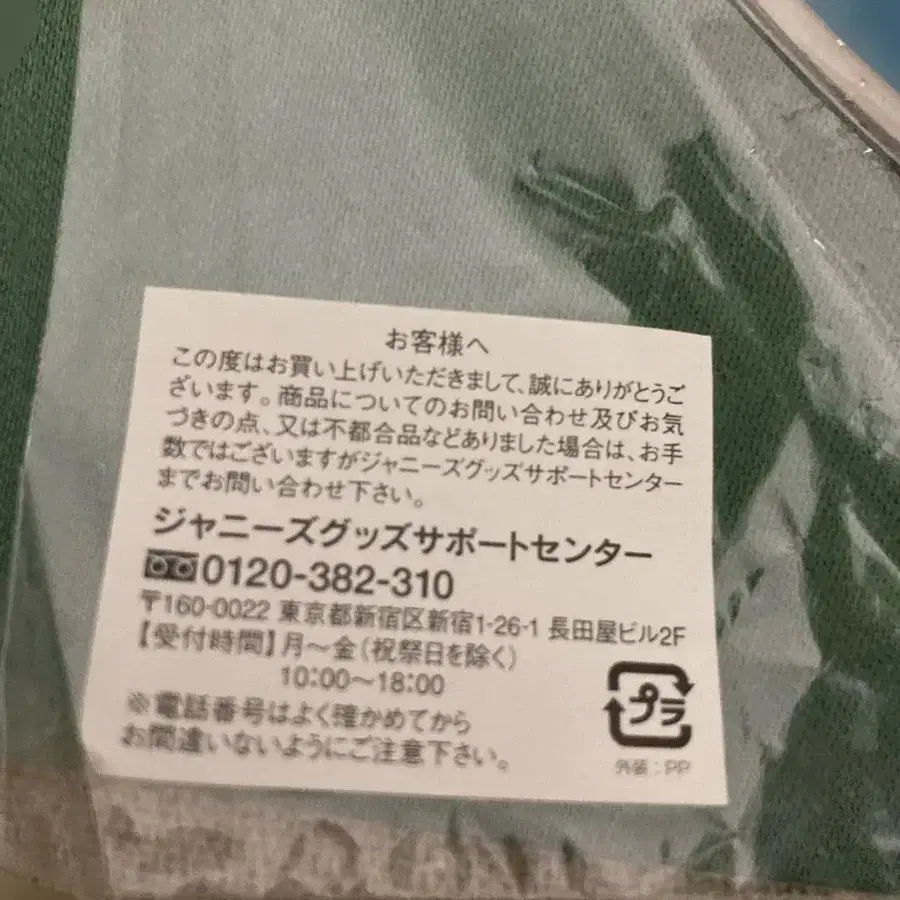 お客様へ
この度はお買い上げいただきまして、誠にありがとうご
ざいます。商品についてのお問い合わせ及びお気
づきの点、又は不都合品などありました場合は、お手
数ではございますがジャニーズグッズサポートセンター
までお問い合わせ下さい。
ジャニーズグッズサポートセンター
0120-382-310
〒160-0022 東京都新宿区新宿1-26-1 長田屋ビル2F
【受付時間】月〜金(祝祭日を除く)
10:00〜18:00
※電話番号はよく確かめてから
お間違いないようにご注意下さい。
プラ
外装:PP